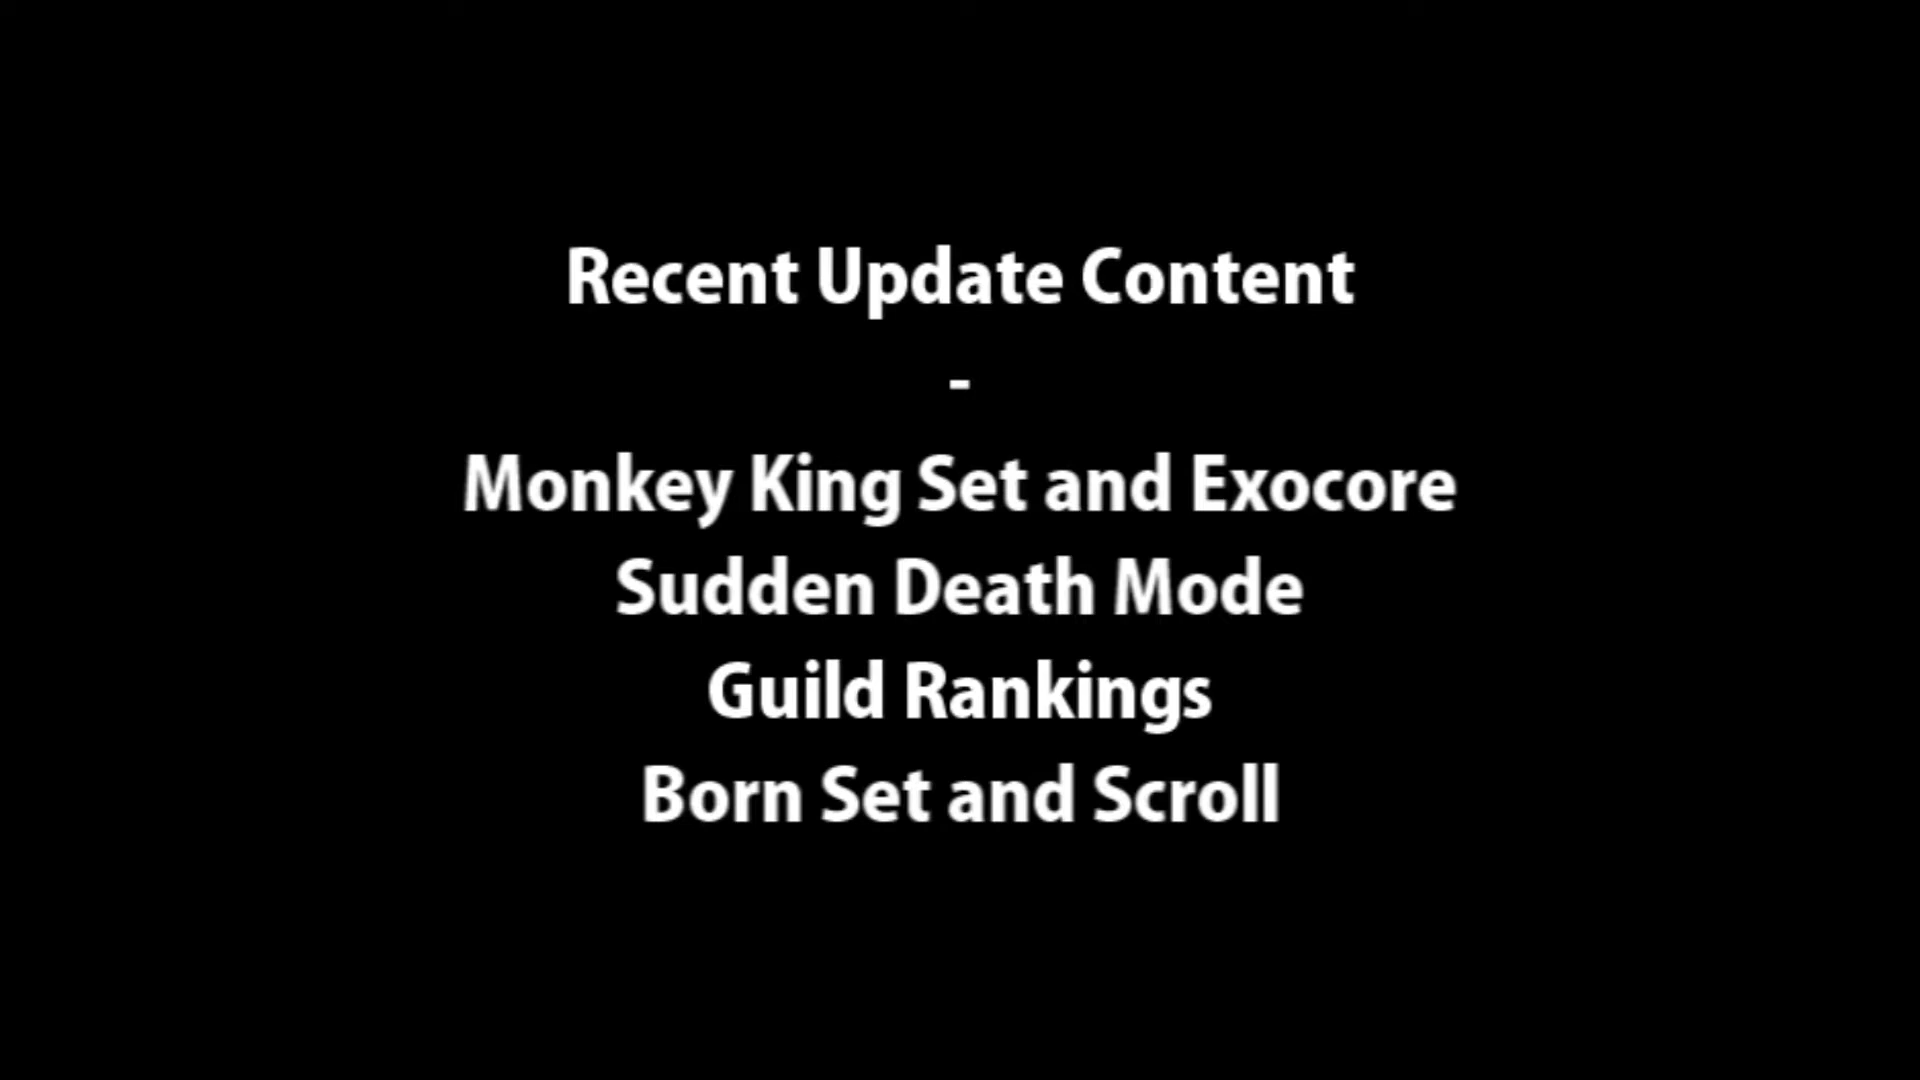 Recent Update Content
-
Monkey King Set and Exocore
Sudden Death Mode
Guild Rankings
Born Set and Scroll